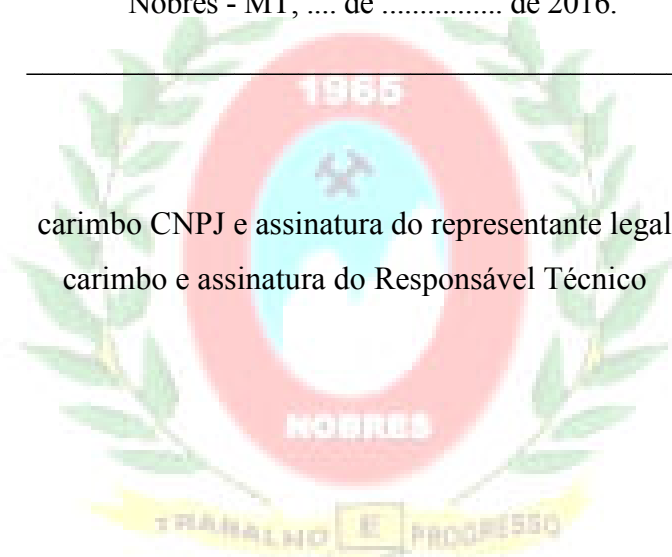 Nobres - MT, .... de ............... de 2016.
1965
carimbo CNPJ e assinatura do representante legal
carimbo e assinatura do Responsável Técnico
NOBRES
TRABALHO E PROGRESSO